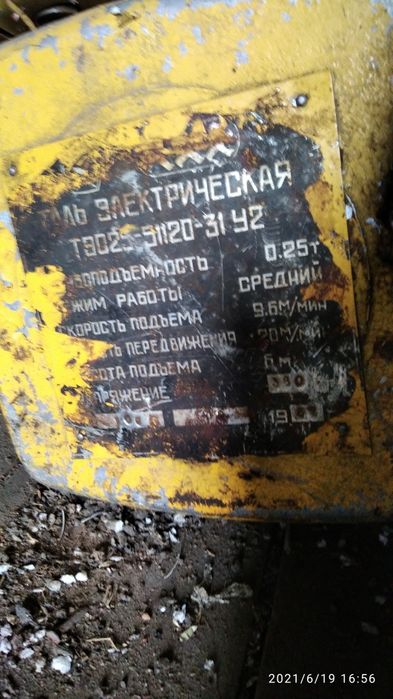 ТАЛЬ ЭЛЕКТРИЧЕСКАЯ
ТЭ025-51120-31 У2
ГРУЗОПОДЪЕМНОСТЬ 0.25т
РЕЖИМ РАБОТЫ СРЕДНИЙ
СКОРОСТЬ ПОДЪЕМА 9.6М/МИН
ПЕРЕДВИЖЕНИЯ 20М/МИН
ВЫСОТА ПОДЪЕМА 6 м
НАПРЯЖЕНИЕ 380
19
2021/6/19 16:56